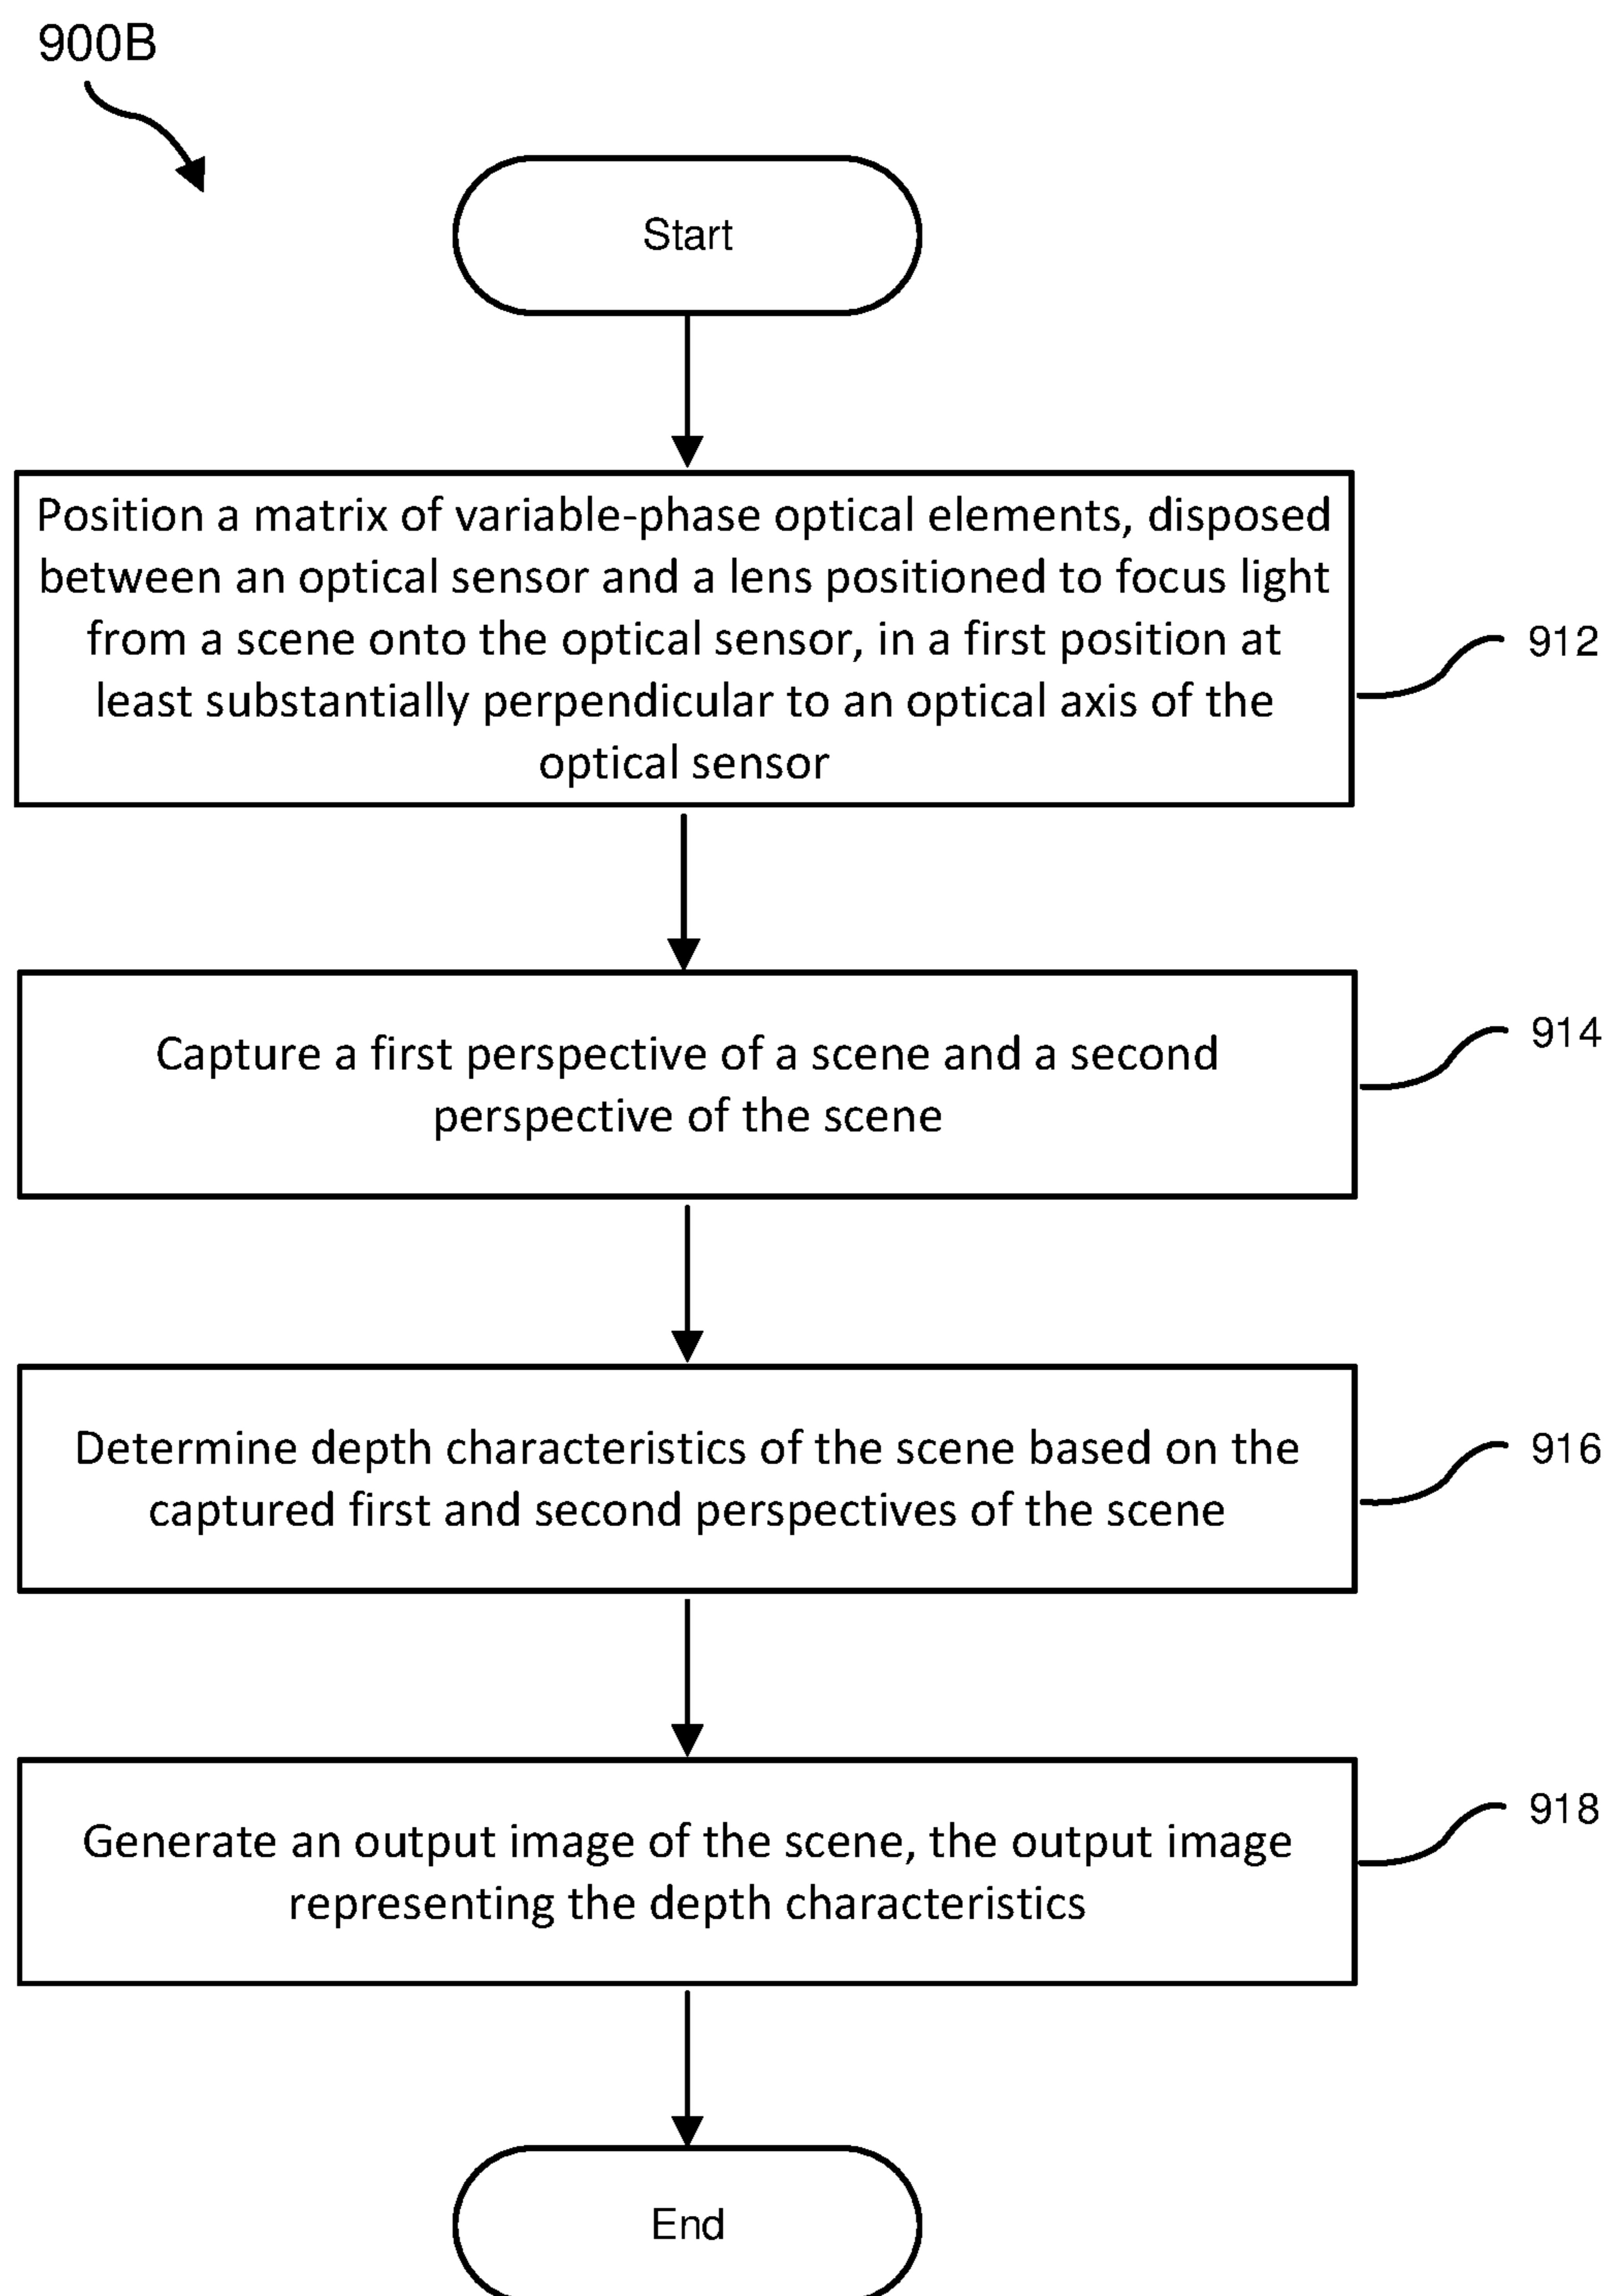 900B
Start
Position a matrix of variable-phase optical elements, disposed
between an optical sensor and a lens positioned to focus light
from a scene onto the optical sensor, in a first position at
least substantially perpendicular to an optical axis of the
optical sensor
912
Capture a first perspective of a scene and a second
perspective of the scene
914
Determine depth characteristics of the scene based on the
captured first and second perspectives of the scene
916
Generate an output image of the scene, the output image
representing the depth characteristics
918
End